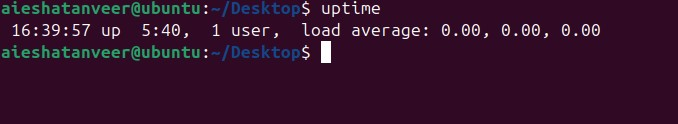 aieshatanveer@ubuntu:~/Desktop$ uptime
 16:39:57 up  5:40,  1 user,  load average: 0.00, 0.00, 0.00
aieshatanveer@ubuntu:~/Desktop$